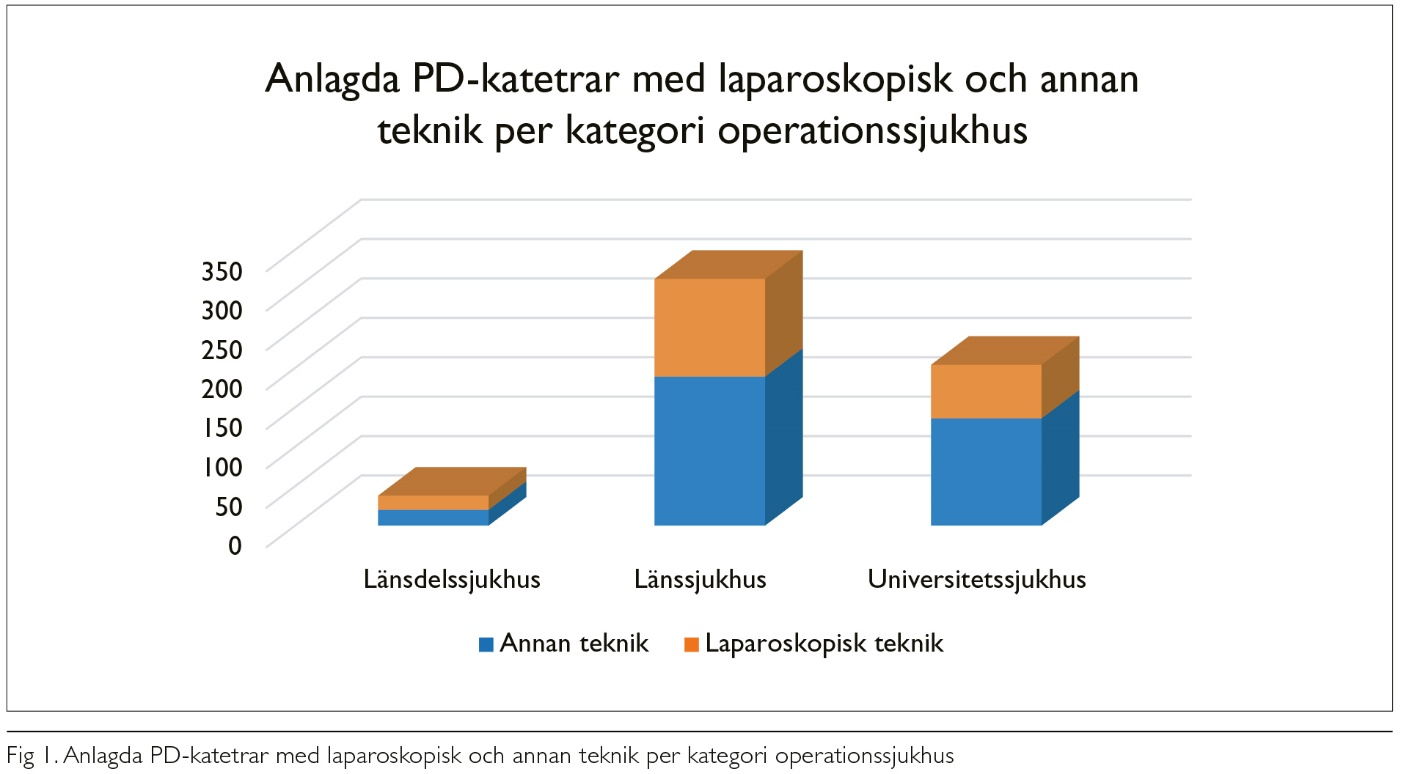 Anlagda PD-katetrar med laparoskopisk och annan
teknik per kategori operationssjukhus
350
300
250
200
150
100
50
0
Länsdelssjukhus
Länssjukhus
Universitetssjukhus
Annan teknik
Laparoskopisk teknik
Fig 1. Anlagda PD-katetrar med laparoskopisk och annan teknik per kategori operationssjukhus